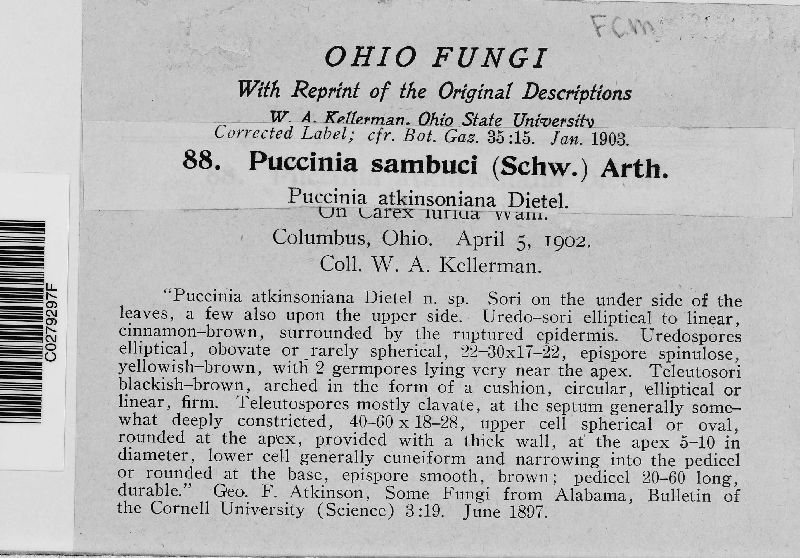 FCM
OHIO FUNGI
With Reprint of the Original Descriptions
W. A. Kellerman. Ohio State University
Corrected Label; cfr. Bot. Gaz. 35:15. Jan. 1903.
88. Puccinia sambuci (Schw.) Arth.
Puccinia atkinsoniana Dietel.
On Carex lurida Wahl.
Columbus, Ohio. April 5, 1902.
Coll. W. A. Kellerman.
"Puccinia atkinsoniana Dietel n. sp. Sori on the under side of the
leaves, a few also upon the upper side. Uredo-sori elliptical to linear,
cinnamon-brown, surrounded by the ruptured epidermis. Uredospores
elliptical, obovate or rarely spherical, 22-30x17-22, epispore spinulose,
yellowish-brown, with 2 germpores lying very near the apex. Teleutosori
blackish-brown, arched in the form of a cushion, circular, elliptical or
linear, firm. Teleutospores mostly clavate, at the septum generally some-
what deeply constricted, 40-60 x 18-28, upper cell spherical or oval,
rounded at the apex, provided with a thick wall, at the apex 5-10 in
diameter, lower cell generally cuneiform and narrowing into the pedicel
or rounded at the base, epispore smooth, brown; pedicel 20-60 long,
durable." Geo. F. Atkinson, Some Fungi from Alabama, Bulletin of
the Cornell University (Science) 3:19. June 1897.
C0279297F